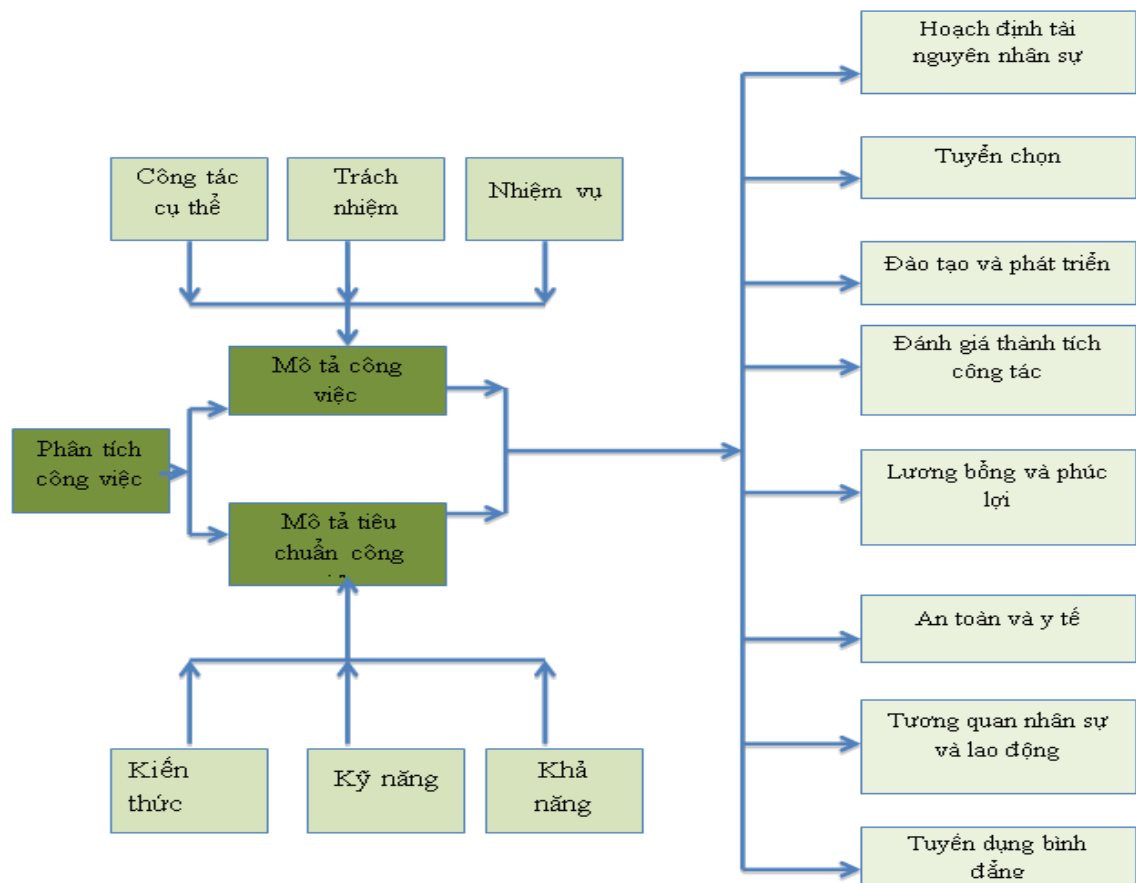 Công tác
cụ thể
Trách
nhiệm
Nhiệm vụ
Mô tả công
việc
Phân tích
công việc
Mô tả tiêu
chuẩn công
Kiến
thức
Kỹ năng
Khả
năng
Hoạch định tài
nguyên nhân sự
Tuyển chọn
Đào tạo và phát triển
Đánh giá thành tích
công tác
Lương bổng và phúc
lợi
An toàn và y tế
Tương quan nhân sự
và lao động
Tuyển dụng bình
đẳng